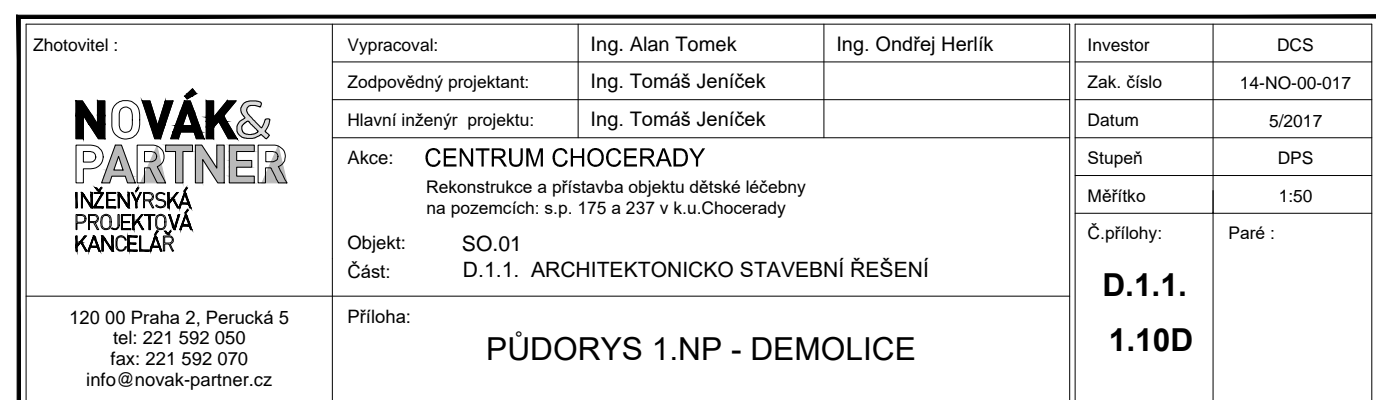 Zhotovitel :
NOVÁK&
PARTNER
INŽENÝRSKÁ
PROJEKTOVÁ
KANCELÁŘ
120 00 Praha 2, Perucká 5
tel: 221 592 050
fax: 221 592 070
info@novak-partner.cz
Vypracoval: Ing. Alan Tomek Ing. Ondřej Herlík
Zodpovědný projektant: Ing. Tomáš Jeníček
Hlavní inženýr projektu: Ing. Tomáš Jeníček
Akce: CENTRUM CHOCERADY
Rekonstrukce a přístavba objektu dětské léčebny
na pozemcích: s.p. 175 a 237 v k.u.Chocerady
Objekt: SO.01
Část: D.1.1. ARCHITEKTONICKO STAVEBNÍ ŘEŠENÍ
Příloha:
PŮDORYS 1.NP - DEMOLICE
Investor DCS
Zak. číslo 14-NO-00-017
Datum 5/2017
Stupeň DPS
Měřítko 1:50
Č.přílohy: Paré :
D.1.1.
1.10D